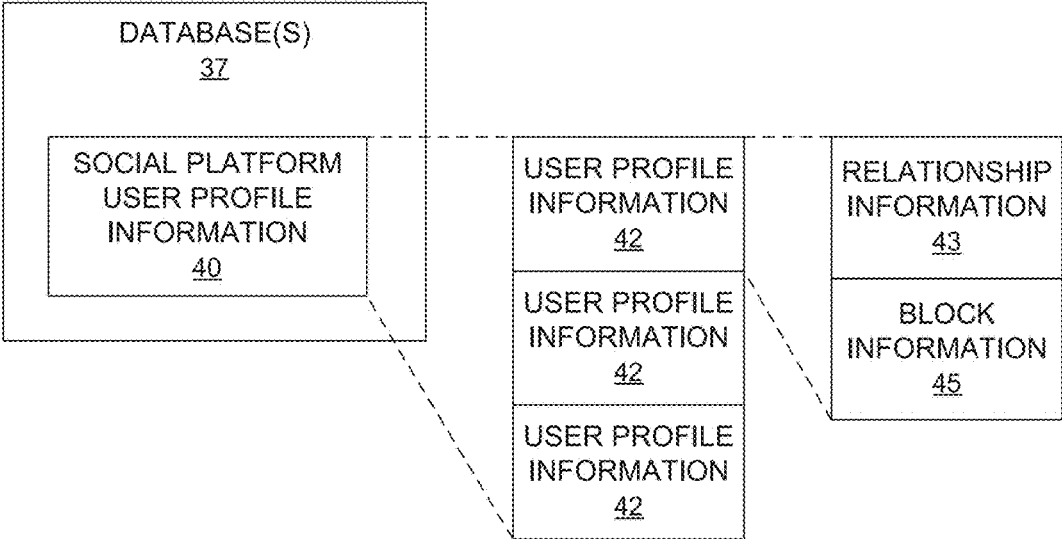 DATABASE(S)
37
SOCIAL PLATFORM
USER PROFILE
INFORMATION
40
USER PROFILE
INFORMATION
42
USER PROFILE
INFORMATION
42
USER PROFILE
INFORMATION
42
RELATIONSHIP
INFORMATION
43
BLOCK
INFORMATION
45